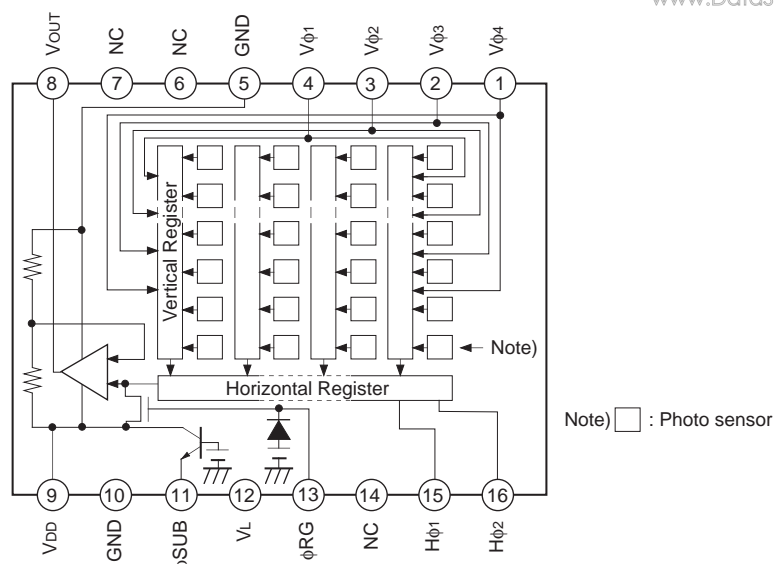 VOUT NC NC GND Vϕ1 Vϕ2 Vϕ3 Vϕ4
8 7 6 5 4 3 2 1
Vertical Register
Note)
Horizontal Register
Note) : Photo sensor
9 10 11 12 13 14 15 16
VDD GND ϕSUB VL ϕRG NC Hϕ1 Hϕ2